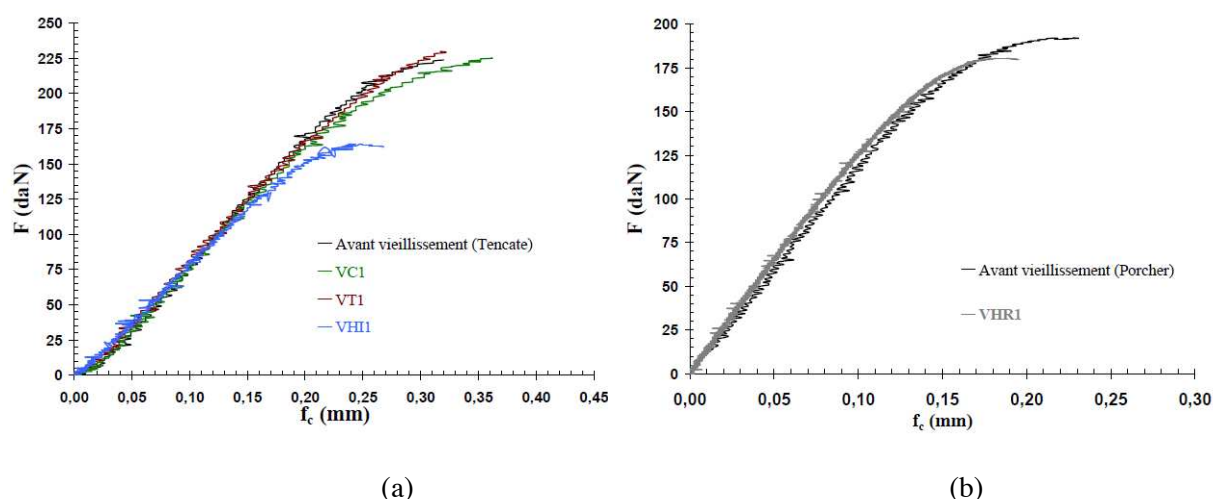 250
225
200
175
150
125
100
75
50
25
0
F (daN)
0,00 0,05 0,10 0,15 0,20 0,25 0,30 0,35 0,40 0,45
f_c (mm)
Avant vieillissement (Tencate)
VC1
VT1
VHI1
(a)
200
175
150
125
100
75
50
25
0
F (daN)
0,00 0,05 0,10 0,15 0,20 0,25 0,30
f_c (mm)
Avant vieillissement (Porcher)
VHR1
(b)